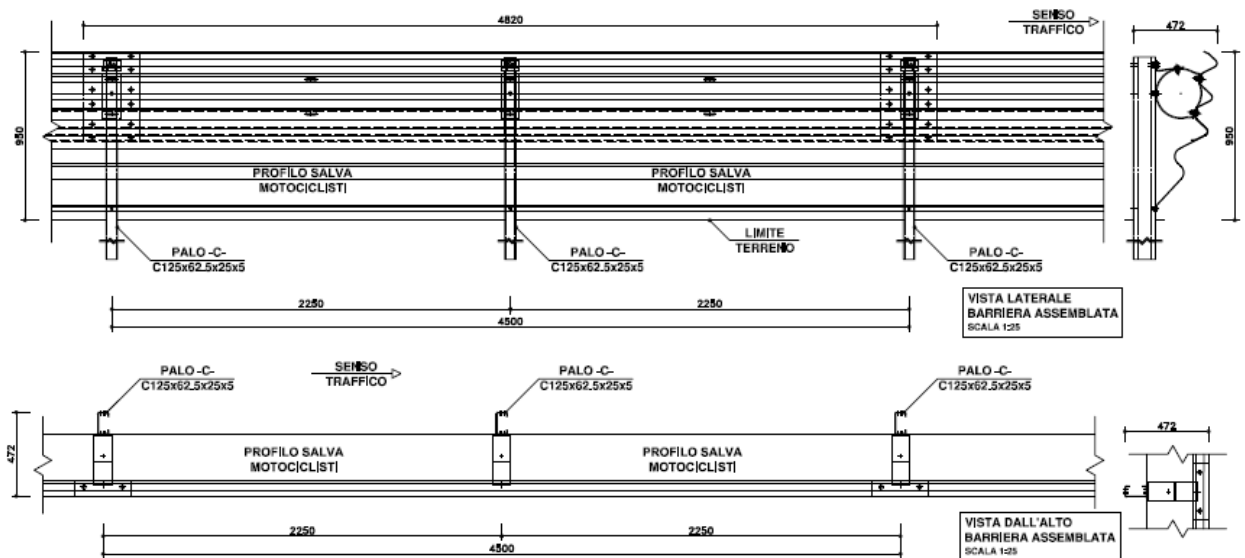 4820
SENSO
TRAFFICO
472
950
950
PROFILO SALVA
MOTOCICLISTI
PROFILO SALVA
MOTOCICLISTI
LIMITE
TERRENO
PALO -C-
C125x62.5x25x5
PALO -C-
C125x62.5x25x5
PALO -C-
C125x62.5x25x5
2250
2250
4500
VISTA LATERALE
BARRIERA ASSEMBLATA
SCALA 1:25
PALO -C-
C125x62.5x25x5
SENSO
TRAFFICO
PALO -C-
C125x62.5x25x5
PALO -C-
C125x62.5x25x5
472
PROFILO SALVA
MOTOCICLISTI
PROFILO SALVA
MOTOCICLISTI
472
2250
2250
4500
VISTA DALL'ALTO
BARRIERA ASSEMBLATA
SCALA 1:25